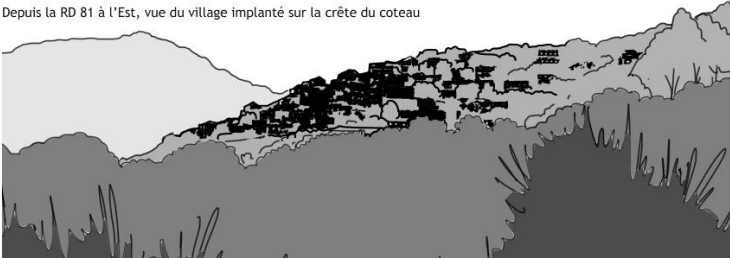 Depuis la RD 81 à l’Est, vue du village implanté sur la crête du coteau